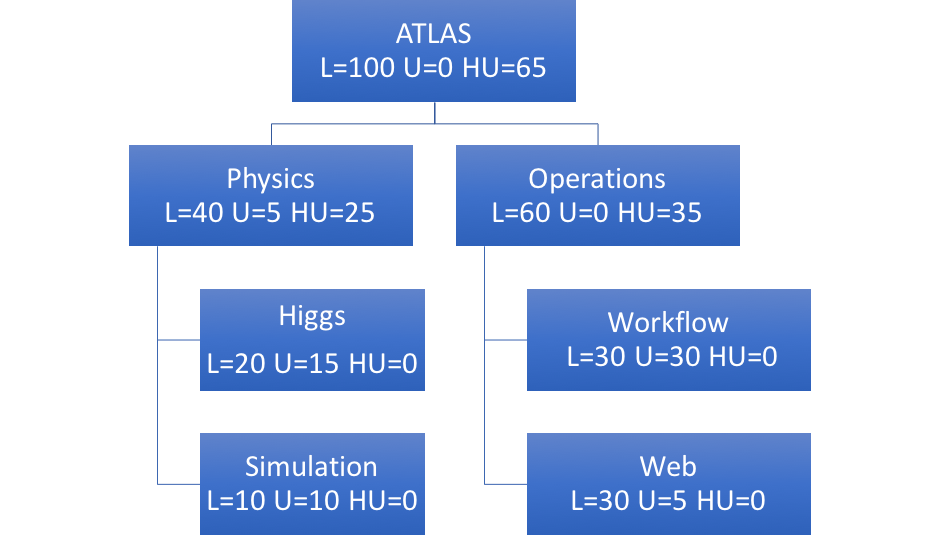 ATLAS
L=100 U=0 HU=65
Physics
L=40 U=5 HU=25
Operations
L=60 U=0 HU=35
Higgs
L=20 U=15 HU=0
Simulation
L=10 U=10 HU=0
Workflow
L=30 U=30 HU=0
Web
L=30 U=5 HU=0